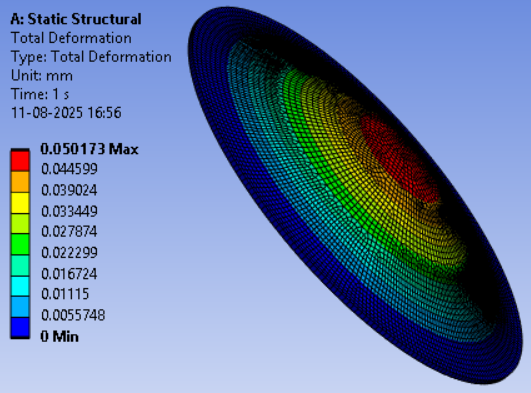 A: Static Structural
Total Deformation
Type: Total Deformation
Unit: mm
Time: 1 s
11-08-2025 16:56
0.050173 Max
0.044599
0.039024
0.033449
0.027874
0.022299
0.016724
0.01115
0.0055748
0 Min